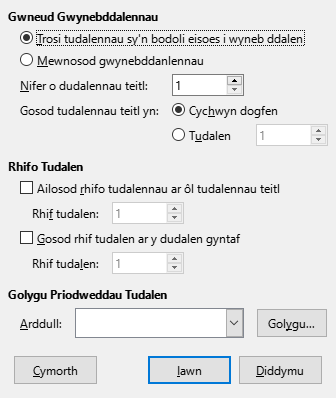 Gwneud Gwynebddalennau
Trosi tudalennau sy'n bodoli eisoes i wyneb ddalen
Mewnosod gwynebddanlennau
Nifer o dudalennau teitl: 1
Gosod tudalennau teitl yn: Cychwyn dogfen
Tudalen 1
Rhifo Tudalen
Ailosod rhifo tudalennau ar ôl tudalennau teitl
Rhif tudalen: 1
Gosod rhif tudalen ar y dudalen gyntaf
Rhif tudalen: 1
Golygu Priodweddau Tudalen
Arddull: Golygu...
Cymorth Iawn Diddymu